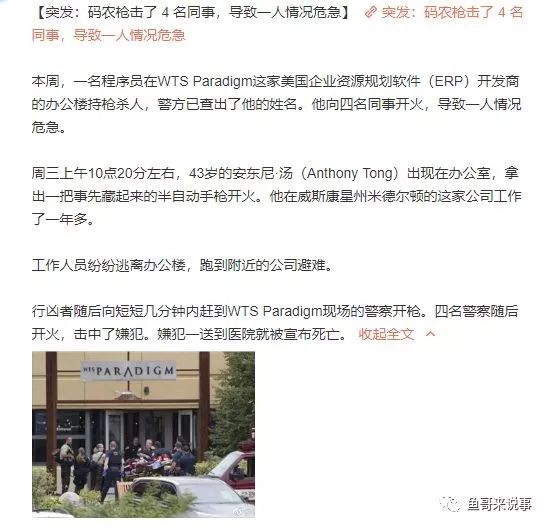 【突发：码农枪击了 4 名同事，导致一人情况危急】 突发：码农枪击了 4 名
同事，导致一人情况危急
本周，一名程序员在WTS Paradigm这家美国企业资源规划软件（ERP）开发商
的办公楼持枪杀人，警方已查出了他的姓名。他向四名同事开火，导致一人情况
危急。
周三上午10点20分左右，43岁的安东尼·汤（Anthony Tong）出现在办公室，拿
出一把事先藏起来的半自动手枪开火。他在威斯康星州米德尔顿的这家公司工作
了一年多。
工作人员纷纷逃离办公楼，跑到附近的公司避难。
行凶者随后向短短几分钟内赶到WTS Paradigm现场的警察开枪。四名警察随后
开火，击中了嫌犯。嫌犯一送到医院就被宣布死亡。 收起全文
WTS PARADIGM
鱼哥来说事